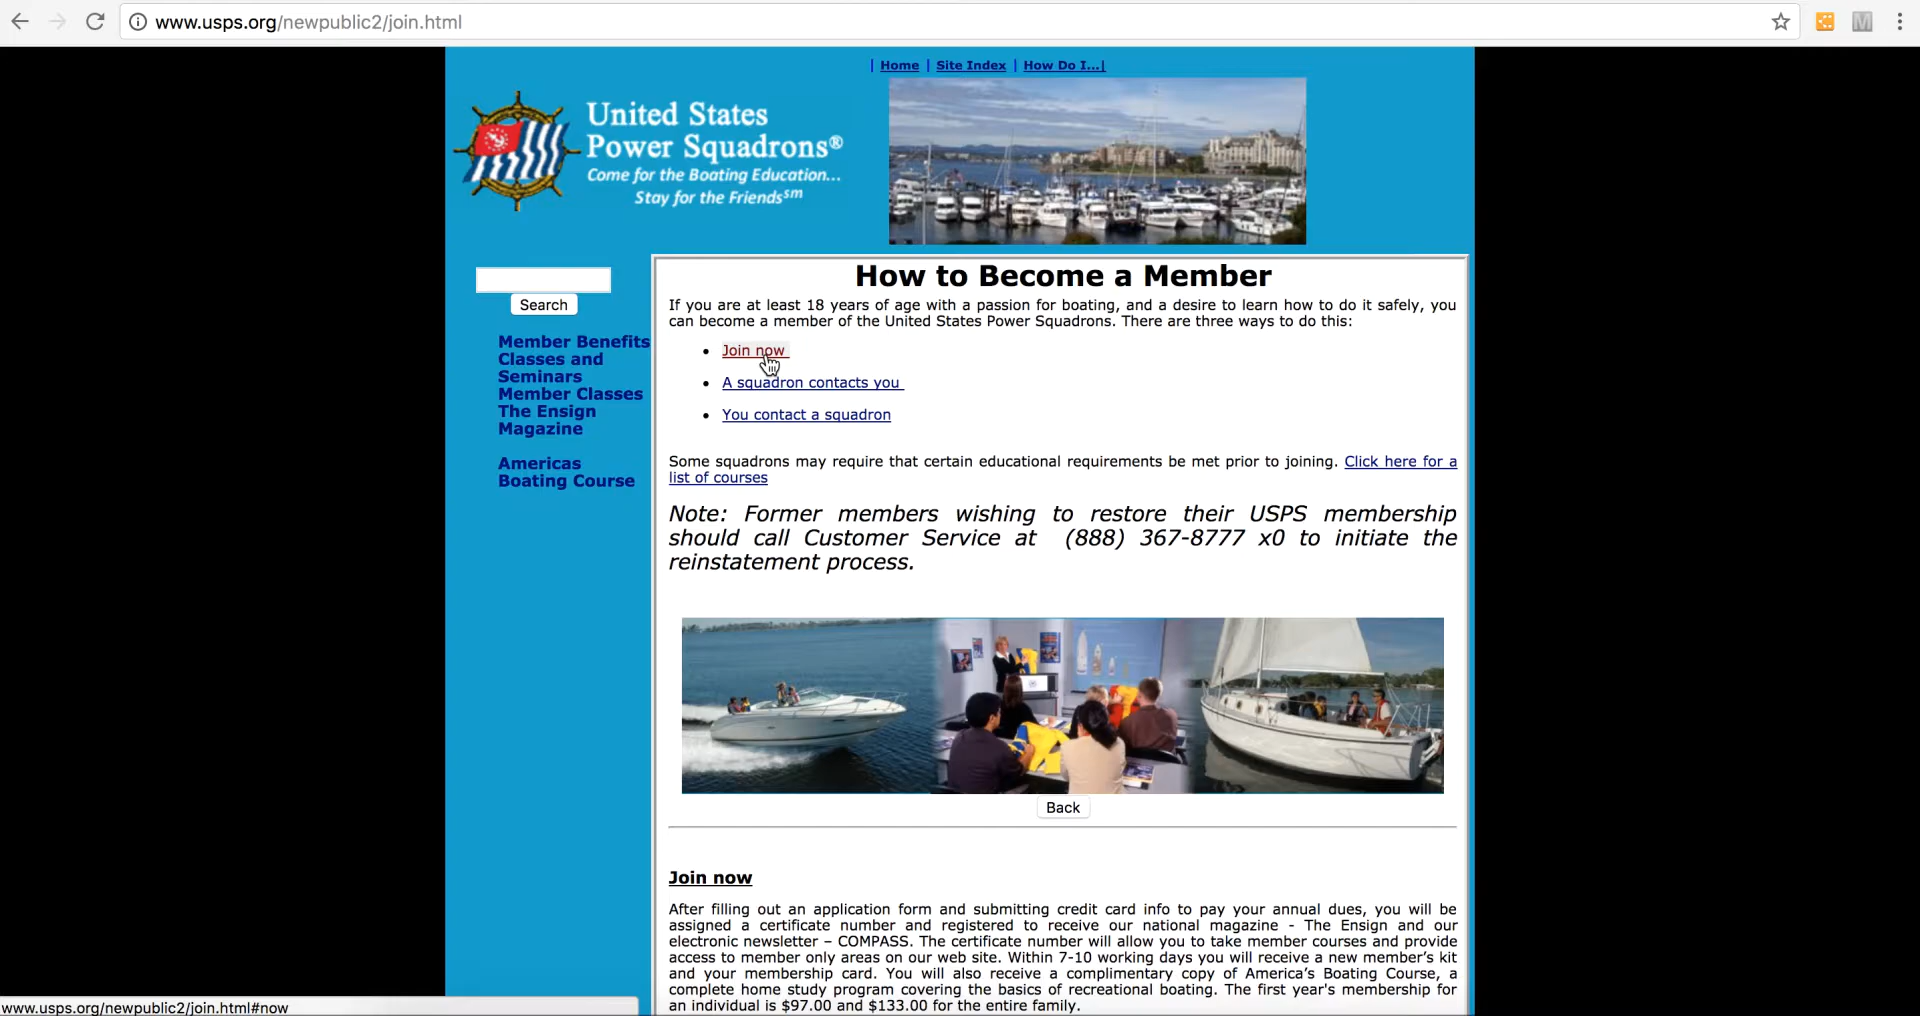 www.usps.org/newpublic2/join.html
M
| Home | Site Index | How Do I...|
United States
Power Squadrons®
Come for the Boating Education...
Stay for the Friends℠
Search
Member Benefits
Classes and
Seminars
Member Classes
The Ensign
Magazine
Americas
Boating Course
How to Become a Member
If you are at least 18 years of age with a passion for boating, and a desire to learn how to do it safely, you
can become a member of the United States Power Squadrons. There are three ways to do this:
• Join now
• A squadron contacts you
• You contact a squadron
Some squadrons may require that certain educational requirements be met prior to joining. Click here for a
list of courses
Note: Former members wishing to restore their USPS membership
should call Customer Service at (888) 367-8777 x0 to initiate the
reinstatement process.
Back
Join now
After filling out an application form and submitting credit card info to pay your annual dues, you will be
assigned a certificate number and registered to receive our national magazine - The Ensign and our
electronic newsletter – COMPASS. The certificate number will allow you to take member courses and provide
access to member only areas on our web site. Within 7-10 working days you will receive a new member's kit
and your membership card. You will also receive a complimentary copy of America's Boating Course, a
complete home study program covering the basics of recreational boating. The first year's membership for
an individual is $97.00 and $133.00 for the entire family.
www.usps.org/newpublic2/join.html#now